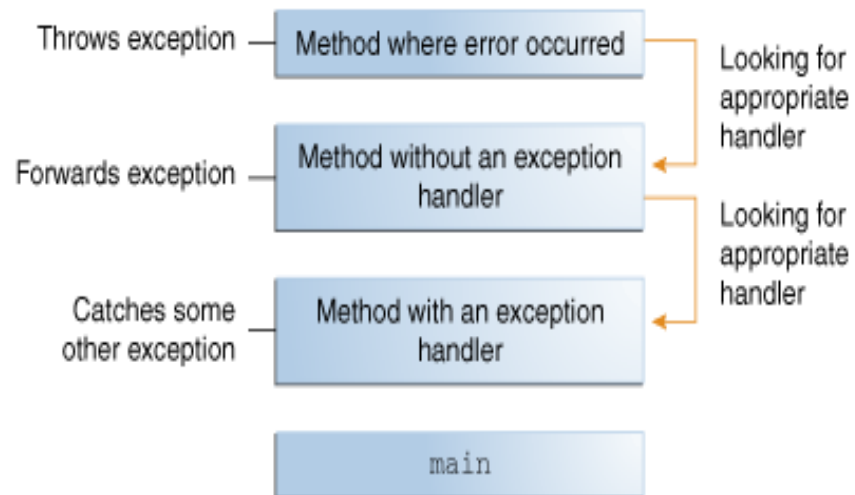 Throws exception
Method where error occurred
Looking for
appropriate
handler
Forwards exception
Method without an exception
handler
Looking for
appropriate
handler
Catches some
other exception
Method with an exception
handler
main